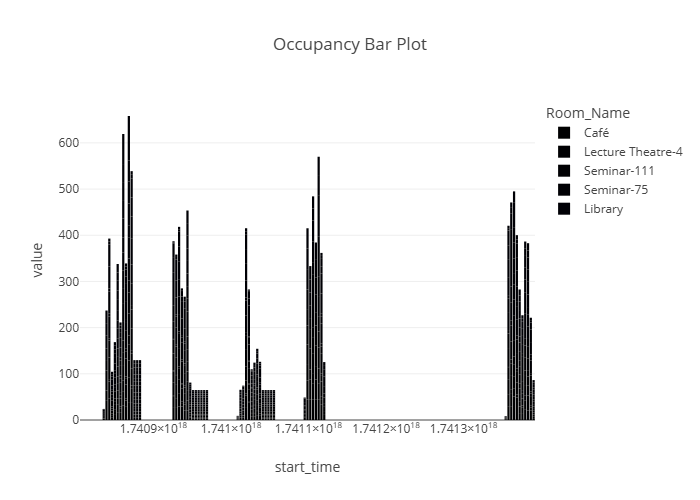 Occupancy Bar Plot
Room_Name
Café
Lecture Theatre-4
Seminar-111
Seminar-75
Library
value
600
500
400
300
200
100
0
1.7409×10¹⁸ 1.741×10¹⁸ 1.7411×10¹⁸ 1.7412×10¹⁸ 1.7413×10¹⁸
start_time